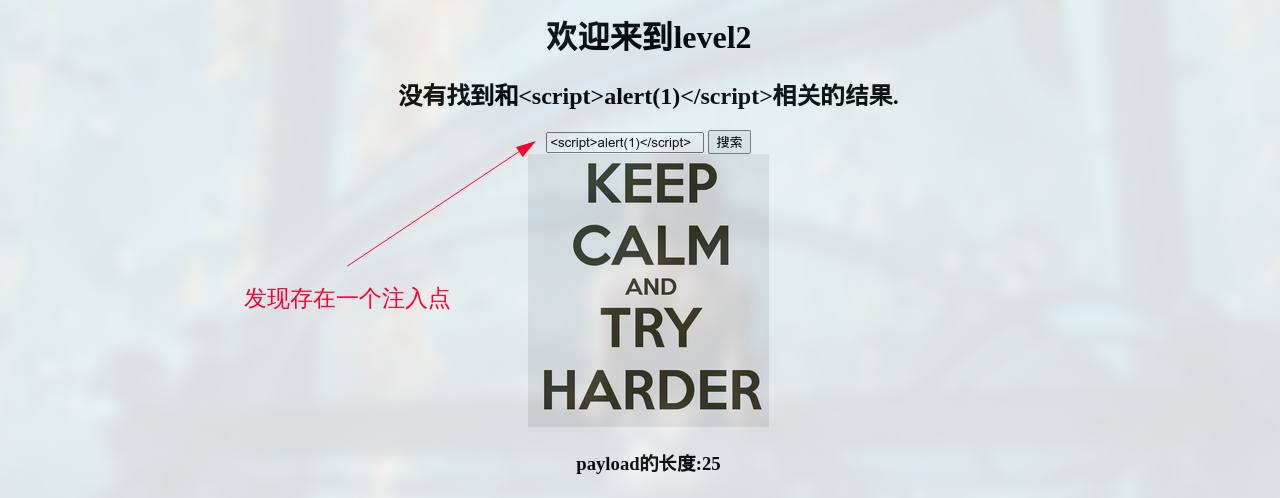 欢迎来到level2
没有找到和<script>alert(1)</script>相关的结果.
<script>alert(1)</script> 搜索
KEEP
CALM
AND
TRY
HARDER
发现存在一个注入点
payload的长度:25